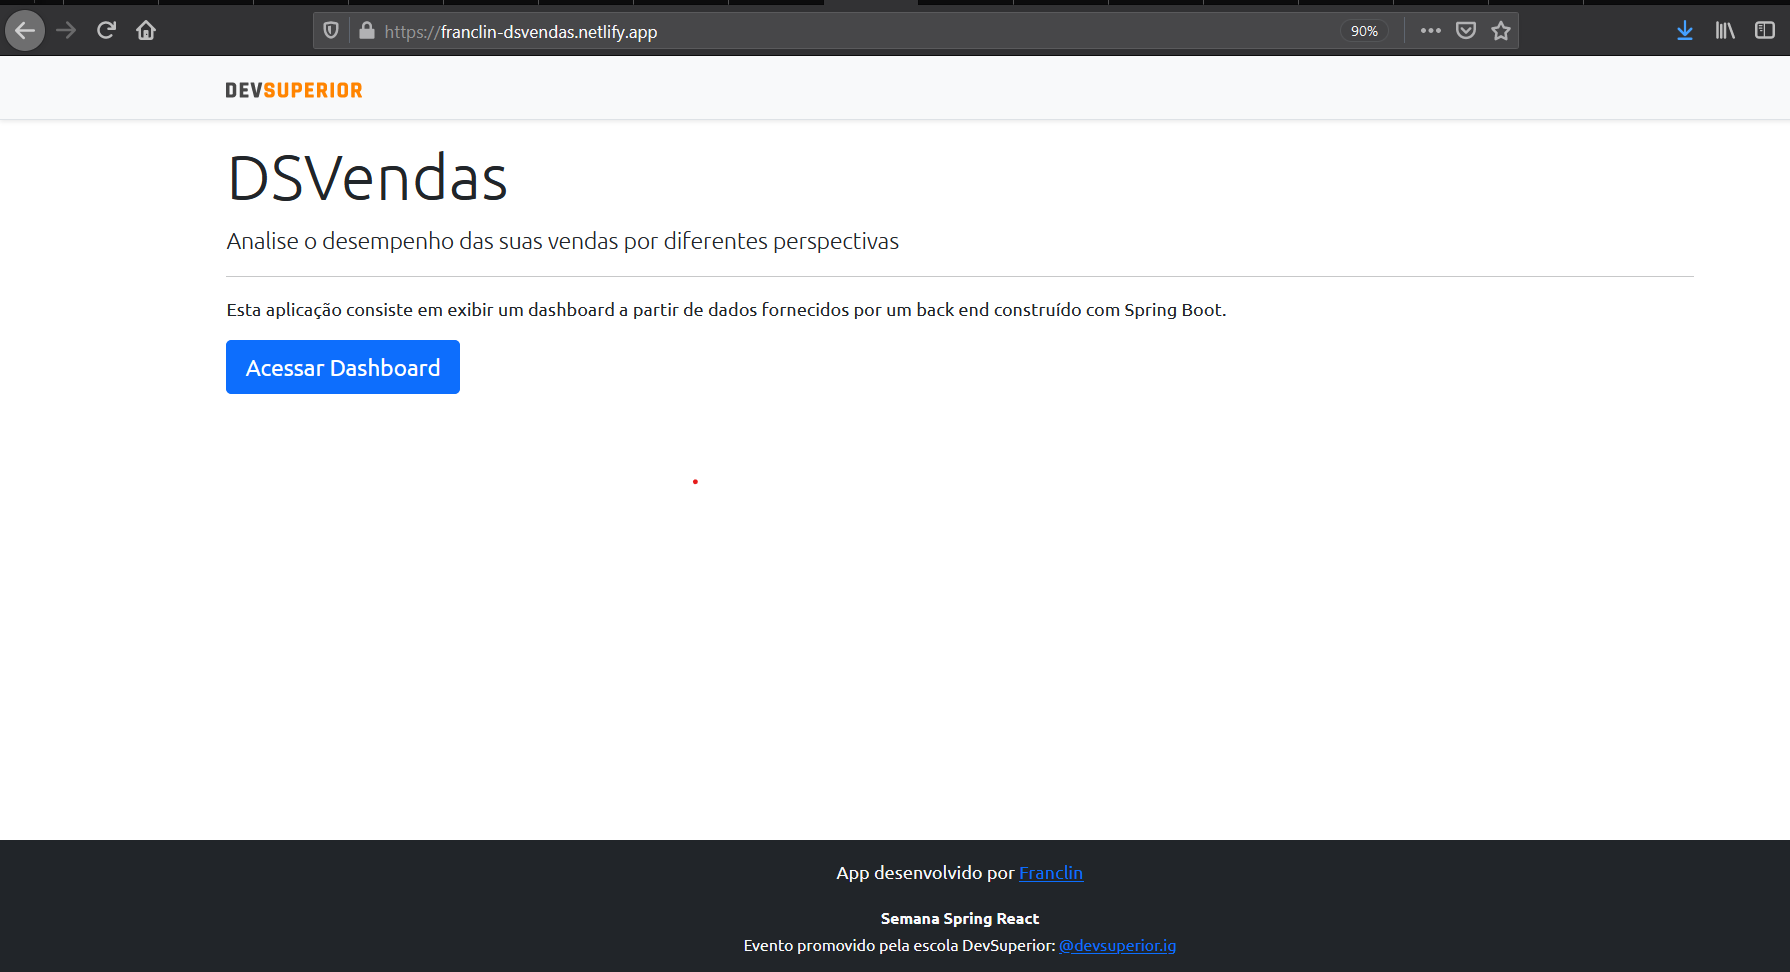 https://franclin-dsvendas.netlify.app
90%
DEVSUPERIOR
DSVendas
Analise o desempenho das suas vendas por diferentes perspectivas
Esta aplicação consiste em exibir um dashboard a partir de dados fornecidos por um back end construído com Spring Boot.
Acessar Dashboard
App desenvolvido por Franclin
Semana Spring React
Evento promovido pela escola DevSuperior: @devsuperior.ig